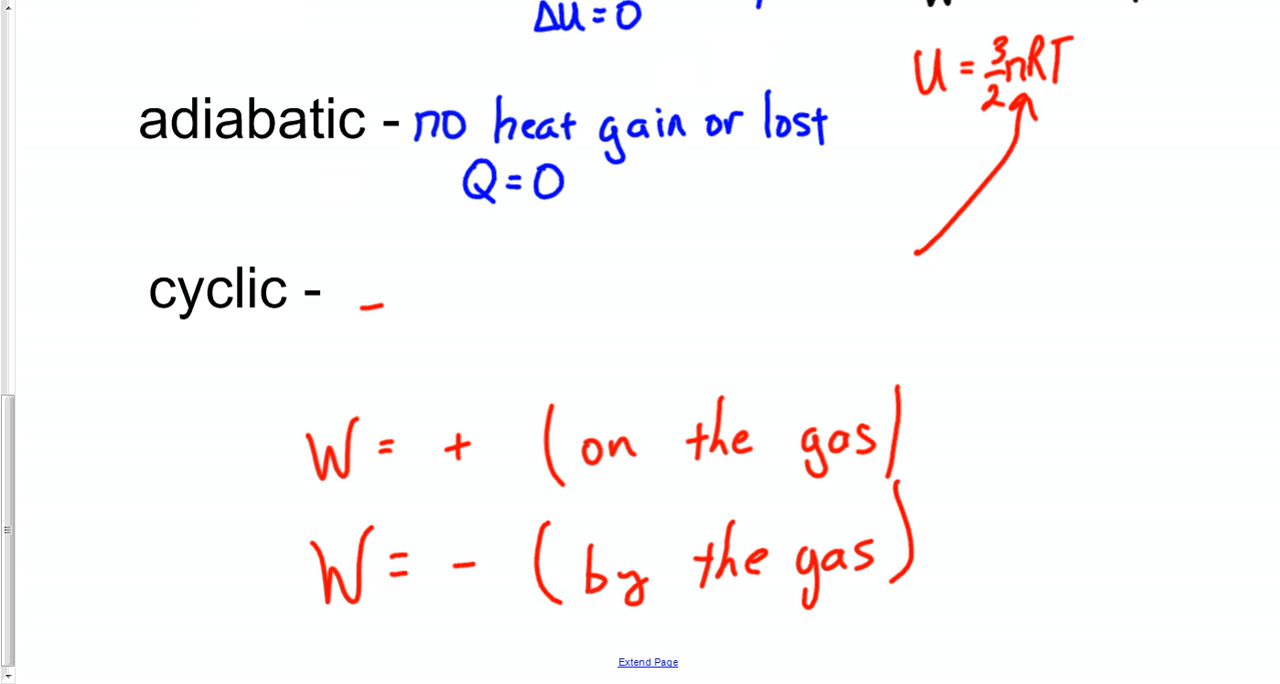 ΔU = 0
U = 3/2 nRT
adiabatic - no heat gain or lost
Q = 0
cyclic - -
W = + (on the gas)
W = - (by the gas)
Extend Page